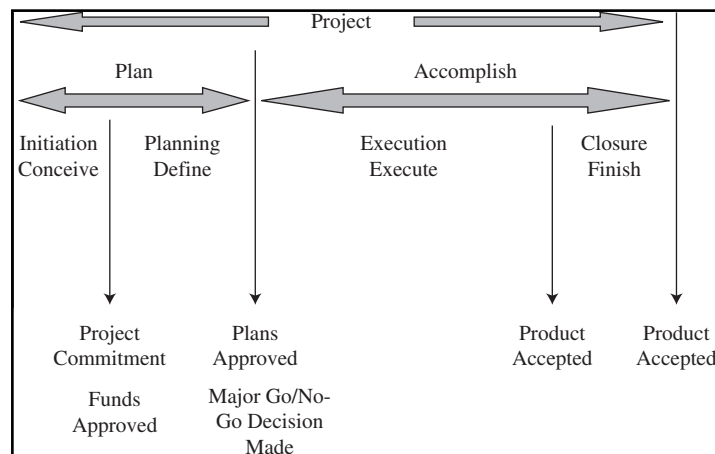 Project
Plan
Accomplish
Initiation
Conceive
Planning
Define
Execution
Execute
Closure
Finish
Project
Commitment
Funds
Approved
Plans
Approved
Major Go/No-
Go Decision
Made
Product
Accepted
Product
Accepted